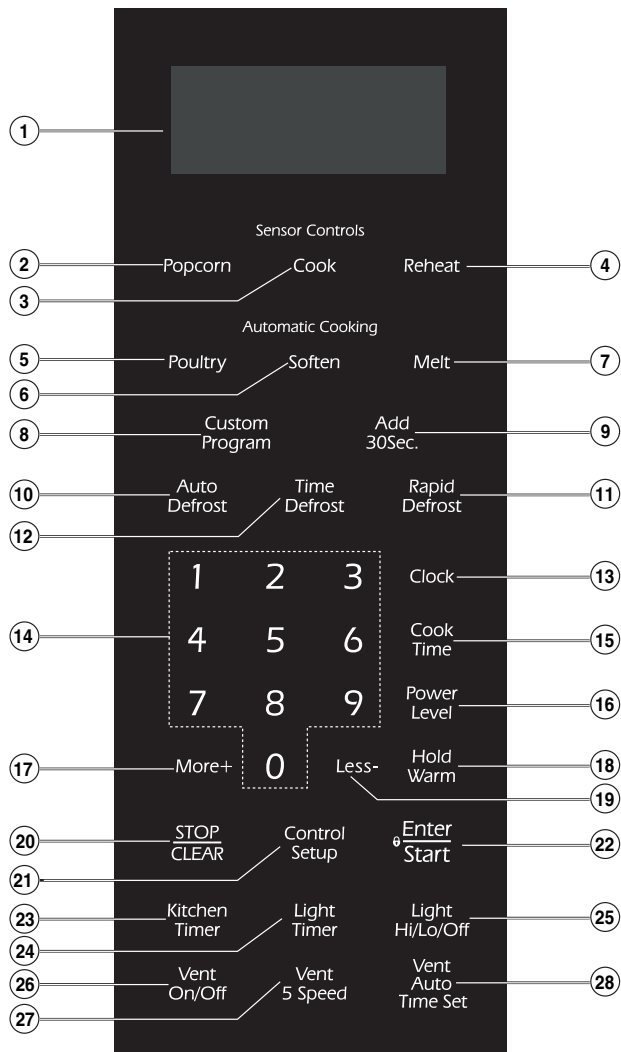 1
Sensor Controls
2 Popcorn Cook Reheat 4
3
Automatic Cooking
5 Poultry Soften Melt 7
6
8 Custom Program Add 30Sec. 9
10 Auto Defrost Time Defrost Rapid Defrost 11
12
1 2 3 Clock 13
14 4 5 6 Cook Time 15
7 8 9 Power Level 16
17 More+ 0 Less- Hold Warm 18
19
20 STOP CLEAR Control Setup Enter Start 22
21
23 Kitchen Timer Light Timer Light Hi/Lo/Off 25
24
26 Vent On/Off Vent 5 Speed Vent Auto Time Set 28
27